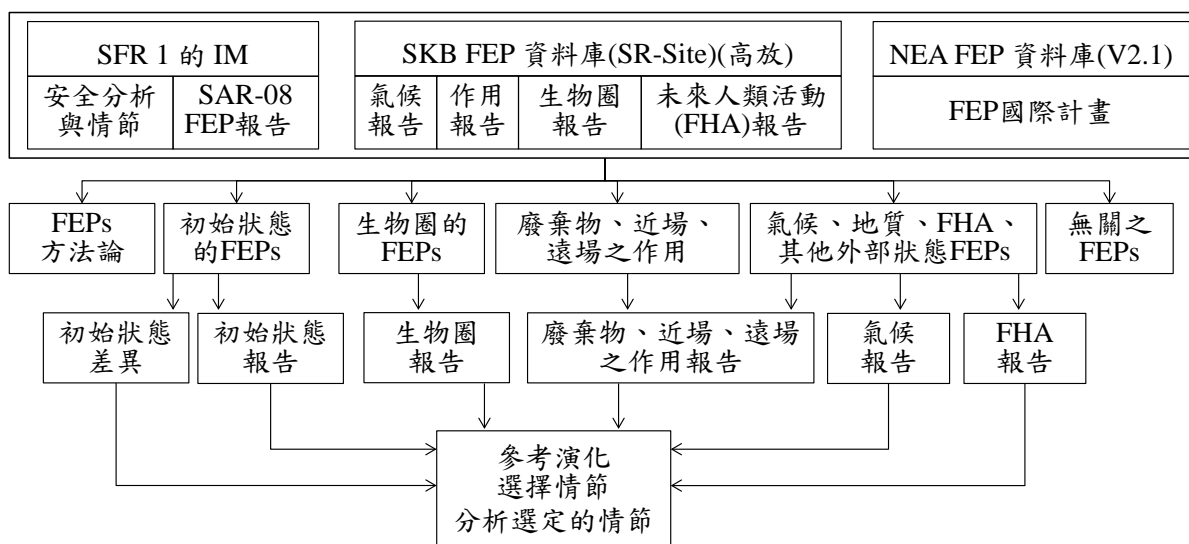 SFR 1 的 IM
安全分析
與情節
SAR-08
FEP報告
SKB FEP 資料庫(SR-Site)(高放)
氣候
報告
作用
報告
生物圈
報告
未來人類活動
(FHA)報告
NEA FEP 資料庫(V2.1)
FEP國際計畫
FEPs
方法論
初始狀態
的FEPs
生物圈的
FEPs
廢棄物、近場、
遠場之作用
氣候、地質、FHA、
其他外部狀態FEPs
無關之
FEPs
初始狀態
差異
初始狀態
報告
生物圈
報告
廢棄物、近場、遠場
之作用報告
氣候
報告
FHA
報告
參考演化
選擇情節
分析選定的情節